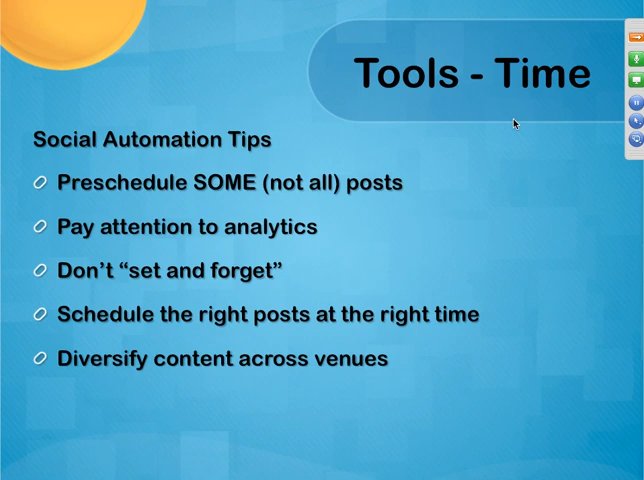 Tools - Time
Social Automation Tips
Preschedule SOME (not all) posts
Pay attention to analytics
Don’t “set and forget”
Schedule the right posts at the right time
Diversify content across venues